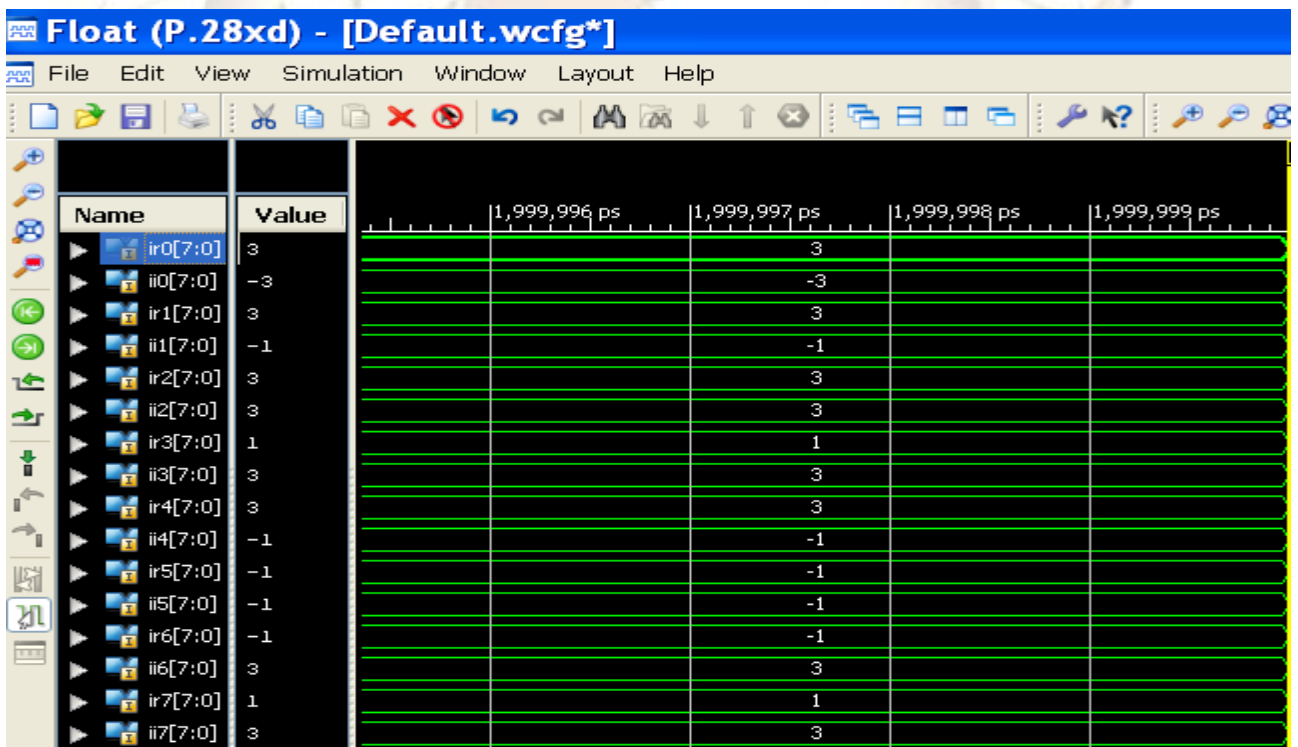 Float (P.28xd) - [Default.wcfg*]
File Edit View Simulation Window Layout Help
Name Value |1,999,996 ps |1,999,997 ps |1,999,998 ps |1,999,999 ps
ir0[7:0] 3 3
ii0[7:0] -3 -3
ir1[7:0] 3 3
ii1[7:0] -1 -1
ir2[7:0] 3 3
ii2[7:0] 3 3
ir3[7:0] 1 1
ii3[7:0] 3 3
ir4[7:0] 3 3
ii4[7:0] -1 -1
ir5[7:0] -1 -1
ii5[7:0] -1 -1
ir6[7:0] -1 -1
ii6[7:0] 3 3
ir7[7:0] 1 1
ii7[7:0] 3 3